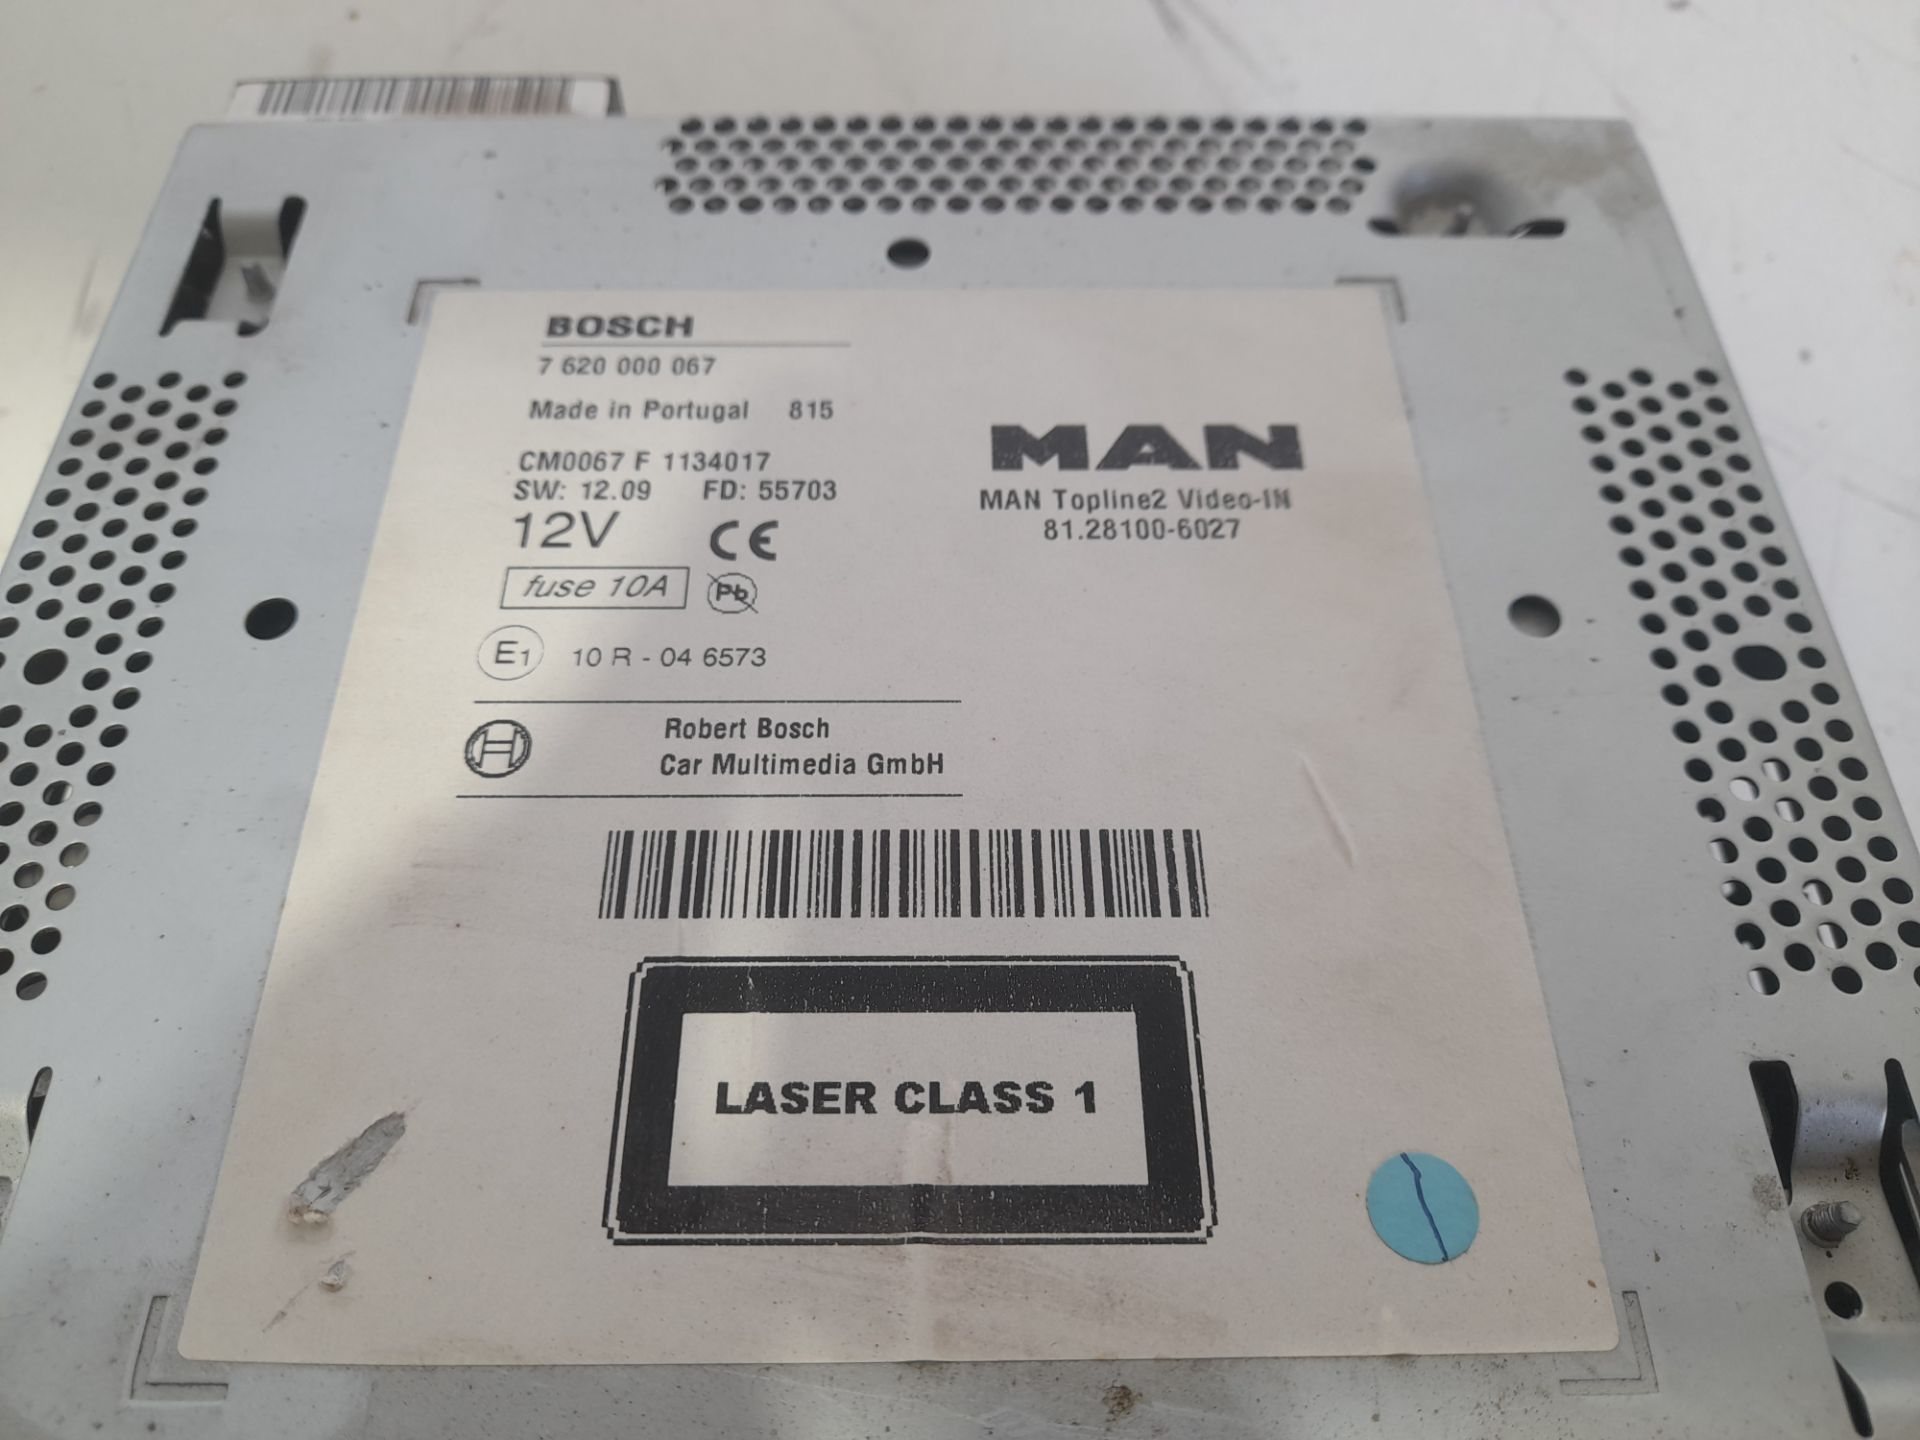 BOSCH
7 620 000 067
Made in Portugal 815
CM0067 F 1134017
SW: 12.09 FD: 55703
12V CE
fuse 10A Pb
E1 10 R - 04 6573
Robert Bosch
Car Multimedia GmbH
MAN
MAN Topline2 Video-IN
81.28100-6027
LASER CLASS 1